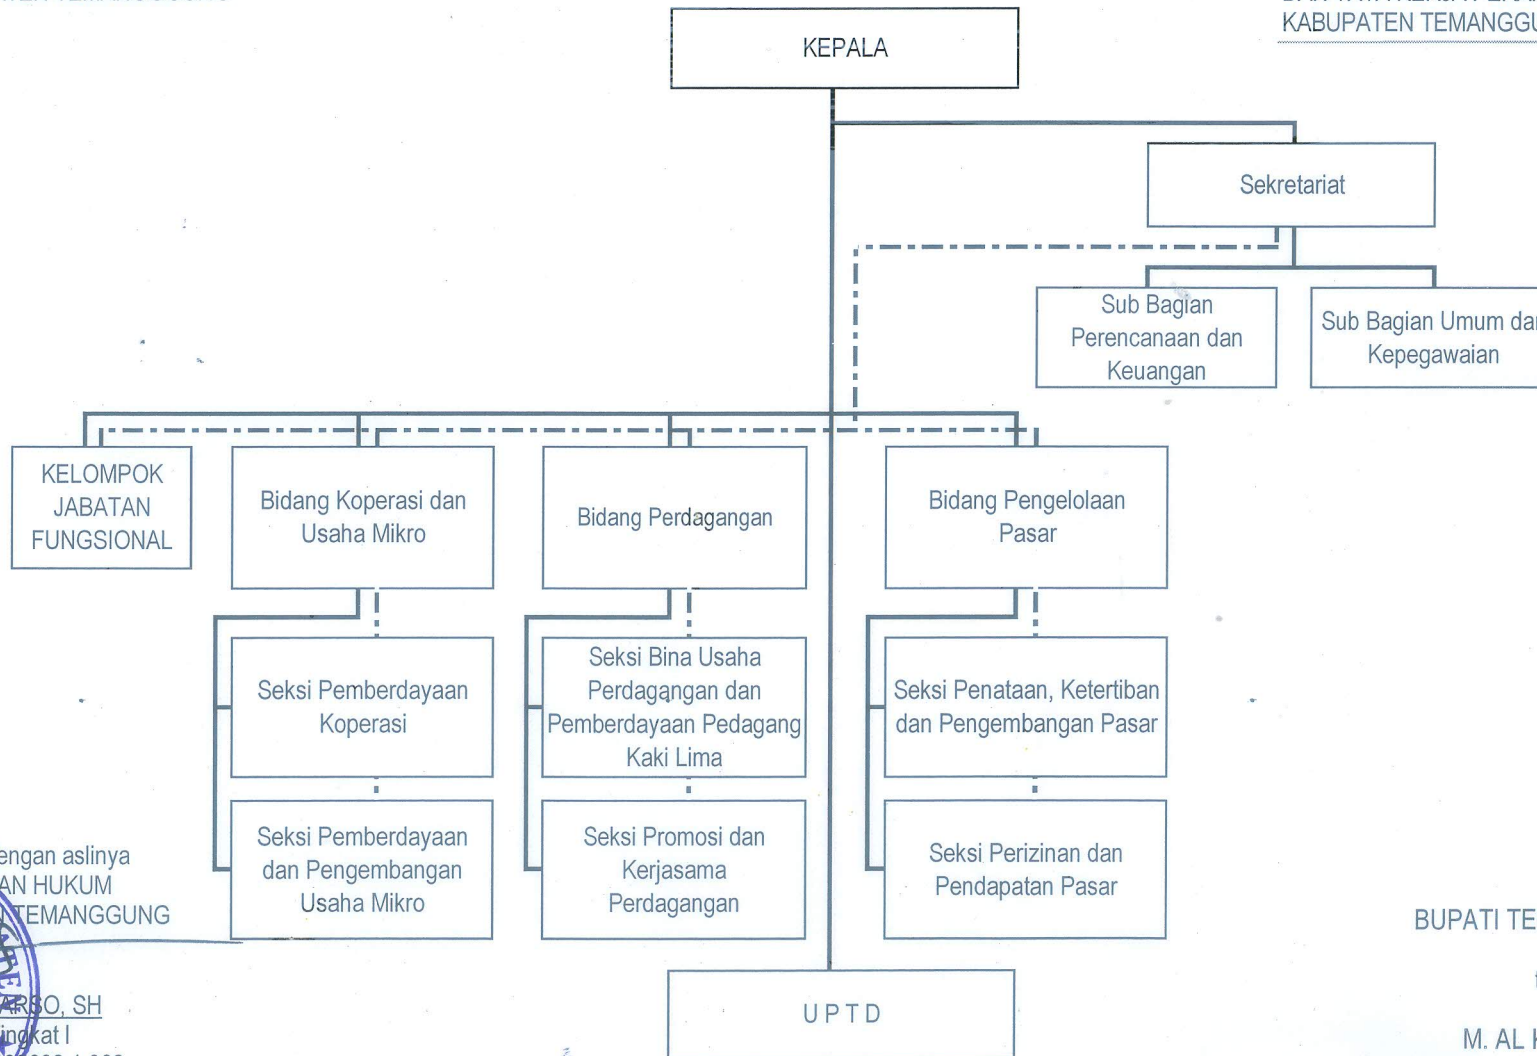 KABUPATEN TEMANGGU
KEPALA
Sekretariat
Sub Bagian
Perencanaan dan
Keuangan
Sub Bagian Umum dan
Kepegawaian
KELOMPOK
JABATAN
FUNGSIONAL
Bidang Koperasi dan
Usaha Mikro
Bidang Perdagangan
Bidang Pengelolaan
Pasar
Seksi Pemberdayaan
Koperasi
Seksi Bina Usaha
Perdagangan dan
Pemberdayaan Pedagang
Kaki Lima
Seksi Penataan, Ketertiban
dan Pengembangan Pasar
Seksi Pemberdayaan
dan Pengembangan
Usaha Mikro
Seksi Promosi dan
Kerjasama
Perdagangan
Seksi Perizinan dan
Pendapatan Pasar
engan aslinya
AN HUKUM
TEMANGGUNG
ARSO, SH
ingkat I
UPTD
BUPATI TE
M. AL H